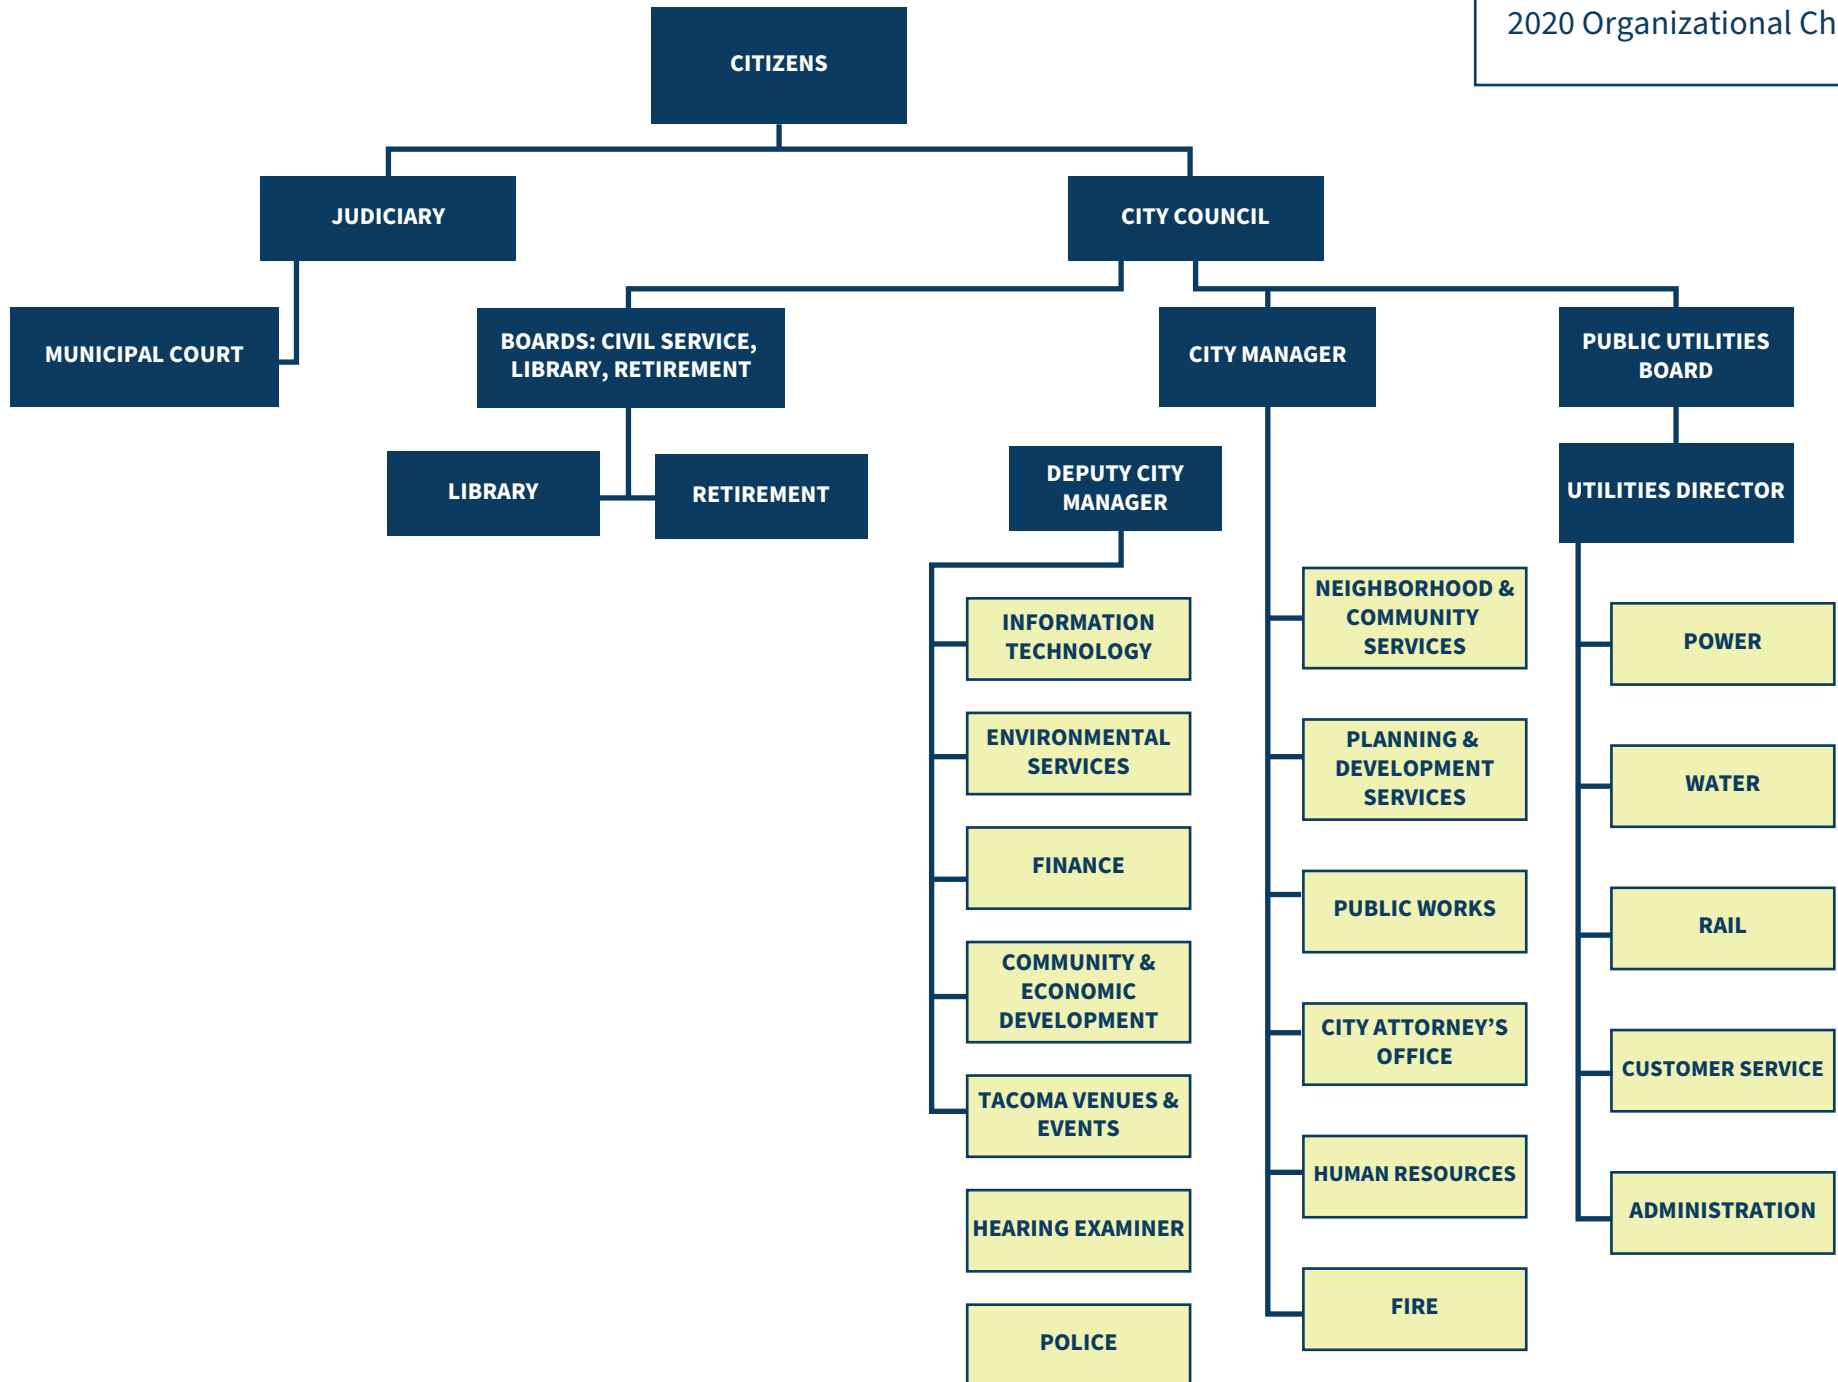 2020 Organizational Ch
CITIZENS
JUDICIARY
CITY COUNCIL
MUNICIPAL COURT
BOARDS: CIVIL SERVICE,
LIBRARY, RETIREMENT
CITY MANAGER
PUBLIC UTILITIES
BOARD
LIBRARY
RETIREMENT
DEPUTY CITY
MANAGER
UTILITIES DIRECTOR
INFORMATION
TECHNOLOGY
ENVIRONMENTAL
SERVICES
FINANCE
COMMUNITY &
ECONOMIC
DEVELOPMENT
TACOMA VENUES &
EVENTS
HEARING EXAMINER
POLICE
NEIGHBORHOOD &
COMMUNITY
SERVICES
PLANNING &
DEVELOPMENT
SERVICES
PUBLIC WORKS
CITY ATTORNEY’S
OFFICE
HUMAN RESOURCES
FIRE
POWER
WATER
RAIL
CUSTOMER SERVICE
ADMINISTRATION